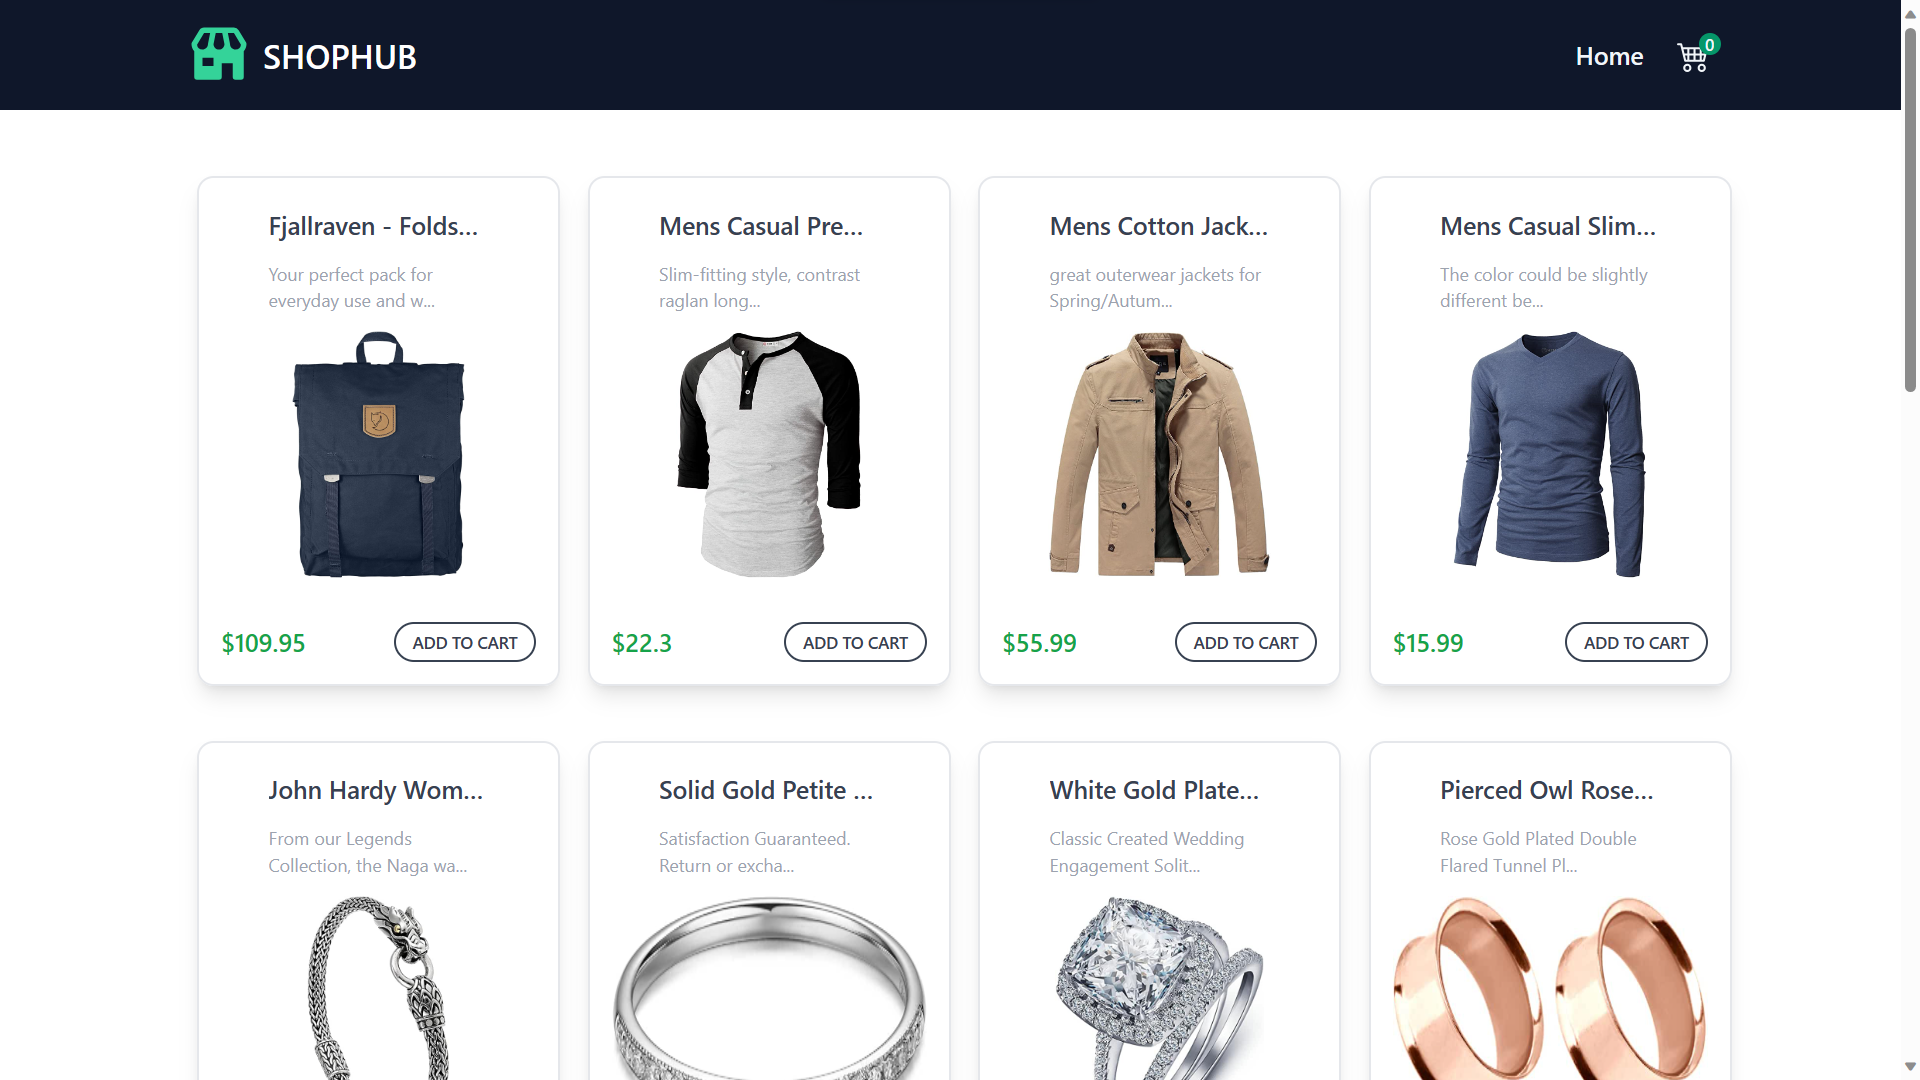 SHOPHUB
Home
0
Fjallraven - Folds...
Your perfect pack for
everyday use and w...
$109.95
ADD TO CART
Mens Casual Pre...
Slim-fitting style, contrast
raglan long...
$22.3
ADD TO CART
Mens Cotton Jack...
great outerwear jackets for
Spring/Autum...
$55.99
ADD TO CART
Mens Casual Slim...
The color could be slightly
different be...
$15.99
ADD TO CART
John Hardy Wom...
From our Legends
Collection, the Naga wa...
Solid Gold Petite ...
Satisfaction Guaranteed.
Return or excha...
White Gold Plate...
Classic Created Wedding
Engagement Solit...
Pierced Owl Rose...
Rose Gold Plated Double
Flared Tunnel Pl...